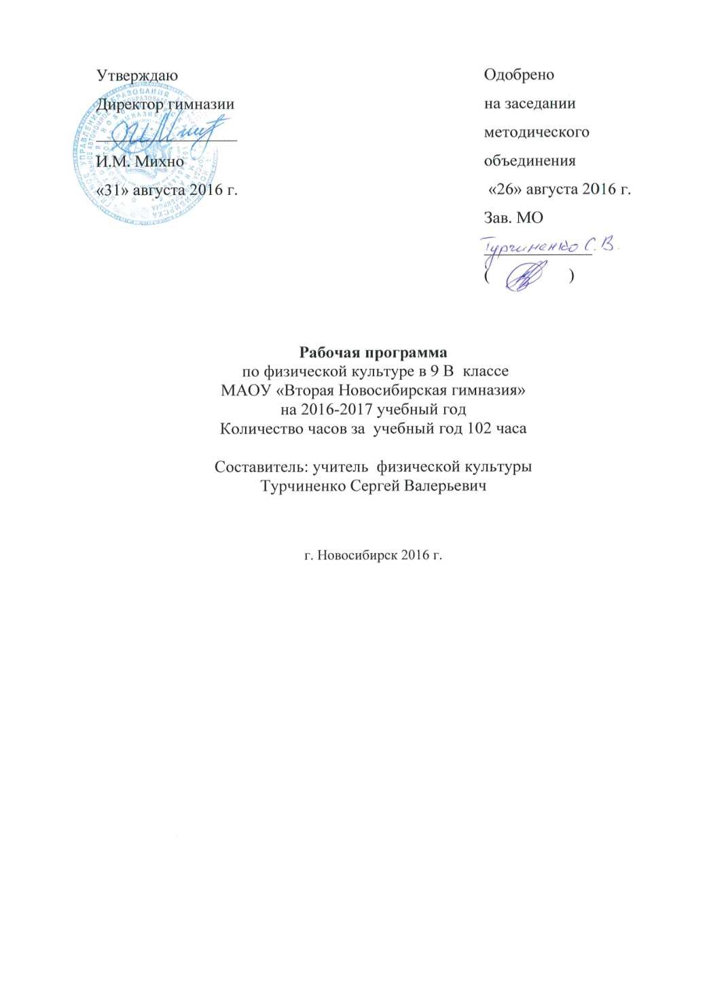 Утверждаю
Директор гимназии
И.М. Михно
«31» августа 2016 г.
Одобрено
на заседании
методического
объединения
«26» августа 2016 г.
Зав. МО
Турчиненко С.В.
( )
Рабочая программа
по физической культуре в 9 В классе
МАОУ «Вторая Новосибирская гимназия»
на 2016-2017 учебный год
Количество часов за учебный год 102 часа
Составитель: учитель физической культуры
Турчиненко Сергей Валерьевич
г. Новосибирск 2016 г.